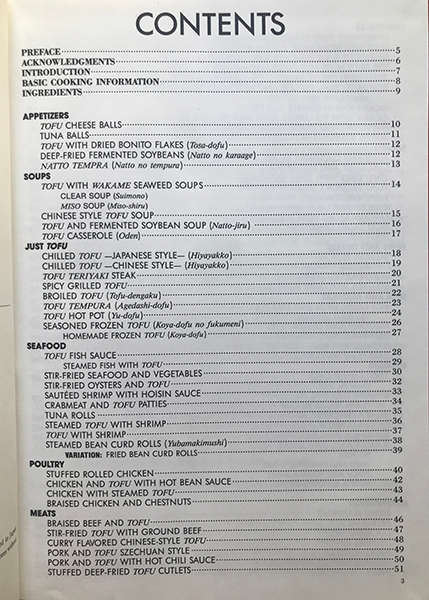 CONTENTS
PREFACE 5
ACKNOWLEDGMENTS 6
INTRODUCTION 7
BASIC COOKING INFORMATION 8
INGREDIENTS 9
APPETIZERS
TOFU CHEESE BALLS 10
TUNA BALLS 11
TOFU WITH DRIED BONITO FLAKES (Tosa-dofu) 12
DEEP-FRIED FERMENTED SOYBEANS (Natto no karaage) 12
NATTO TEMPRA (Natto no tempura) 13
SOUPS
TOFU WITH WAKAME SEAWEED SOUPS 14
CLEAR SOUP (Suimono)
MISO SOUP (Miso-shiru)
CHINESE STYLE TOFU SOUP 15
TOFU AND FERMENTED SOYBEAN SOUP (Natto-jiru) 16
TOFU CASSEROLE (Oden) 17
JUST TOFU
CHILLED TOFU —JAPANESE STYLE— (Hiyayakko) 18
CHILLED TOFU —CHINESE STYLE— (Hiyayakko) 19
TOFU TERIYAKI STEAK 20
SPICY GRILLED TOFU 21
BROILED TOFU (Tofu-dengaku) 22
TOFU TEMPURA (Agedashi-dofu) 23
TOFU HOT POT (Yu-dofu) 24
SEASONED FROZEN TOFU (Koya-dofu no fukumeni) 26
HOMEMADE FROZEN TOFU (Koya-dofu) 27
SEAFOOD
TOFU FISH SAUCE 28
STEAMED FISH WITH TOFU 29
STIR-FRIED SEAFOOD AND VEGETABLES 30
STIR-FRIED OYSTERS AND TOFU 32
SAUTÉED SHRIMP WITH HOISIN SAUCE 33
CRABMEAT AND TOFU PATTIES 34
TUNA ROLLS 35
STEAMED TOFU WITH SHRIMP 36
TOFU WITH SHRIMP 37
STEAMED BEAN CURD ROLLS (Yubamakimushi) 38
VARIATION: FRIED BEAN CURD ROLLS 39
POULTRY
STUFFED ROLLED CHICKEN 40
CHICKEN AND TOFU WITH HOT BEAN SAUCE 42
CHICKEN WITH STEAMED TOFU 43
BRAISED CHICKEN AND CHESTNUTS 44
MEATS
BRAISED BEEF AND TOFU 46
STIR-FRIED TOFU WITH GROUND BEEF 47
CURRY FLAVORED CHINESE-STYLE TOFU 48
PORK AND TOFU SZECHUAN STYLE 49
PORK AND TOFU WITH HOT CHILI SAUCE 50
STUFFED DEEP-FRIED TOFU CUTLETS 51
3